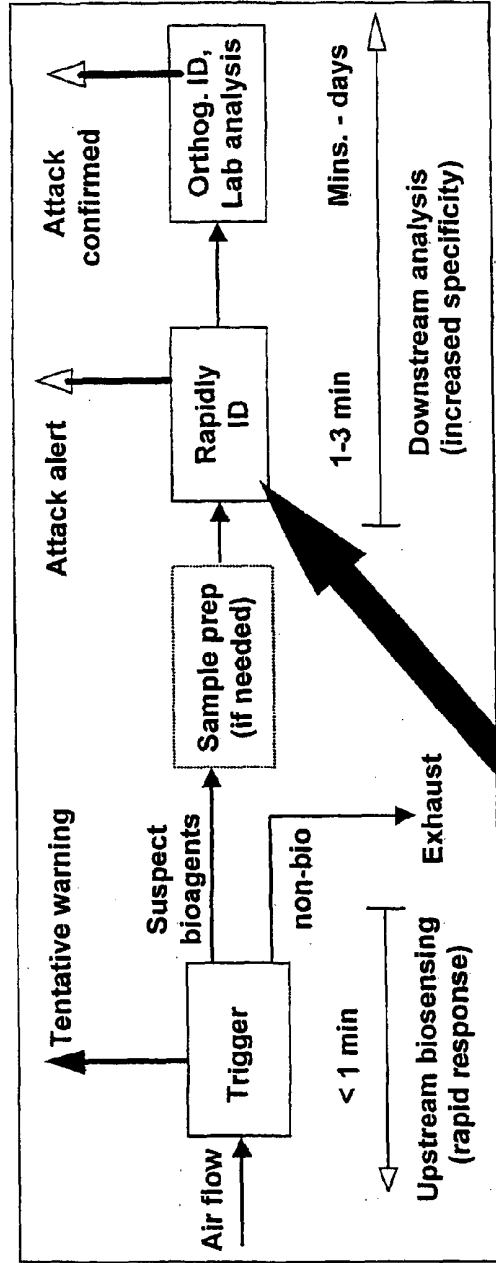 Tentative warning
Attack alert
Attack
confirmed
Air flow
Trigger
Suspect
bioagents
non-bio
Exhaust
Sample prep
(if needed)
Rapidly
ID
Orthog. ID,
Lab analysis
< 1 min
1-3 min
Mins. - days
Upstream biosensing
(rapid response)
Downstream analysis
(increased specificity)